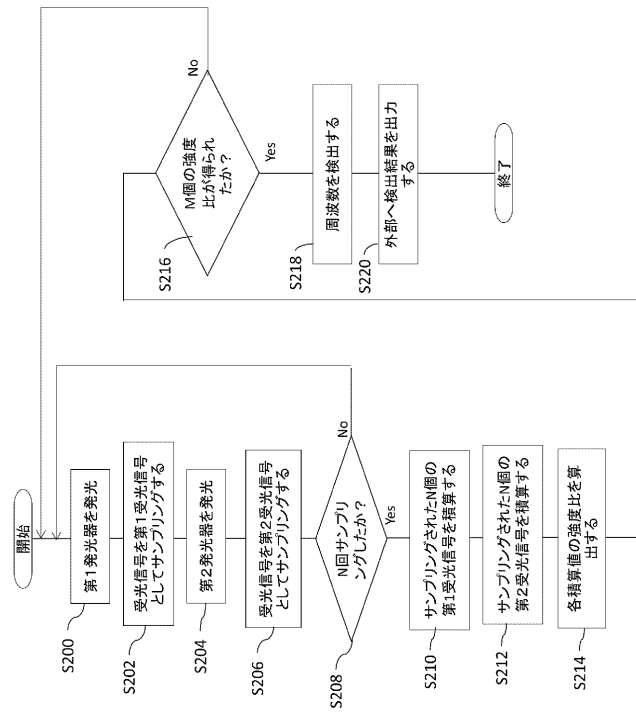 開始
第1発光器を発光
S200
受光信号を第1受光信号
としてサンプリングする
S202
第2発光器を発光
S204
受光信号を第2受光信号
としてサンプリングする
S206
N回サンプリ
ングしたか?
No
Yes
S208
サンプリングされたN個の
第1受光信号を積算する
S210
サンプリングされたN個の
第2受光信号を積算する
S212
各積算値の強度比を算
出する
S214
M個の強度
比が得られ
たか?
No
Yes
S216
周波数を検出する
S218
外部へ検出結果を出力
する
S220
終了